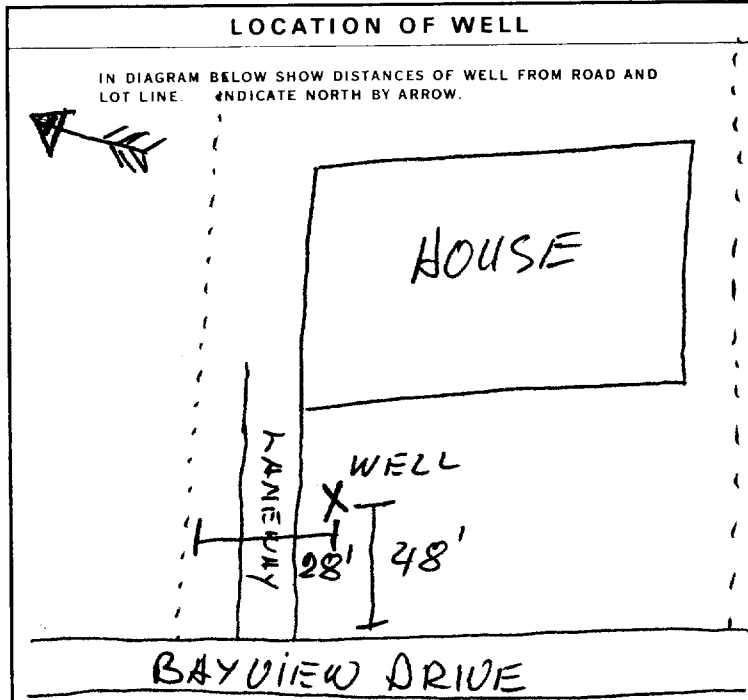 LOCATION OF WELL
IN DIAGRAM BELOW SHOW DISTANCES OF WELL FROM ROAD AND
LOT LINE. INDICATE NORTH BY ARROW.
HOUSE
LANEWAY
WELL
X
28'
48'
BAYVIEW DRIVE